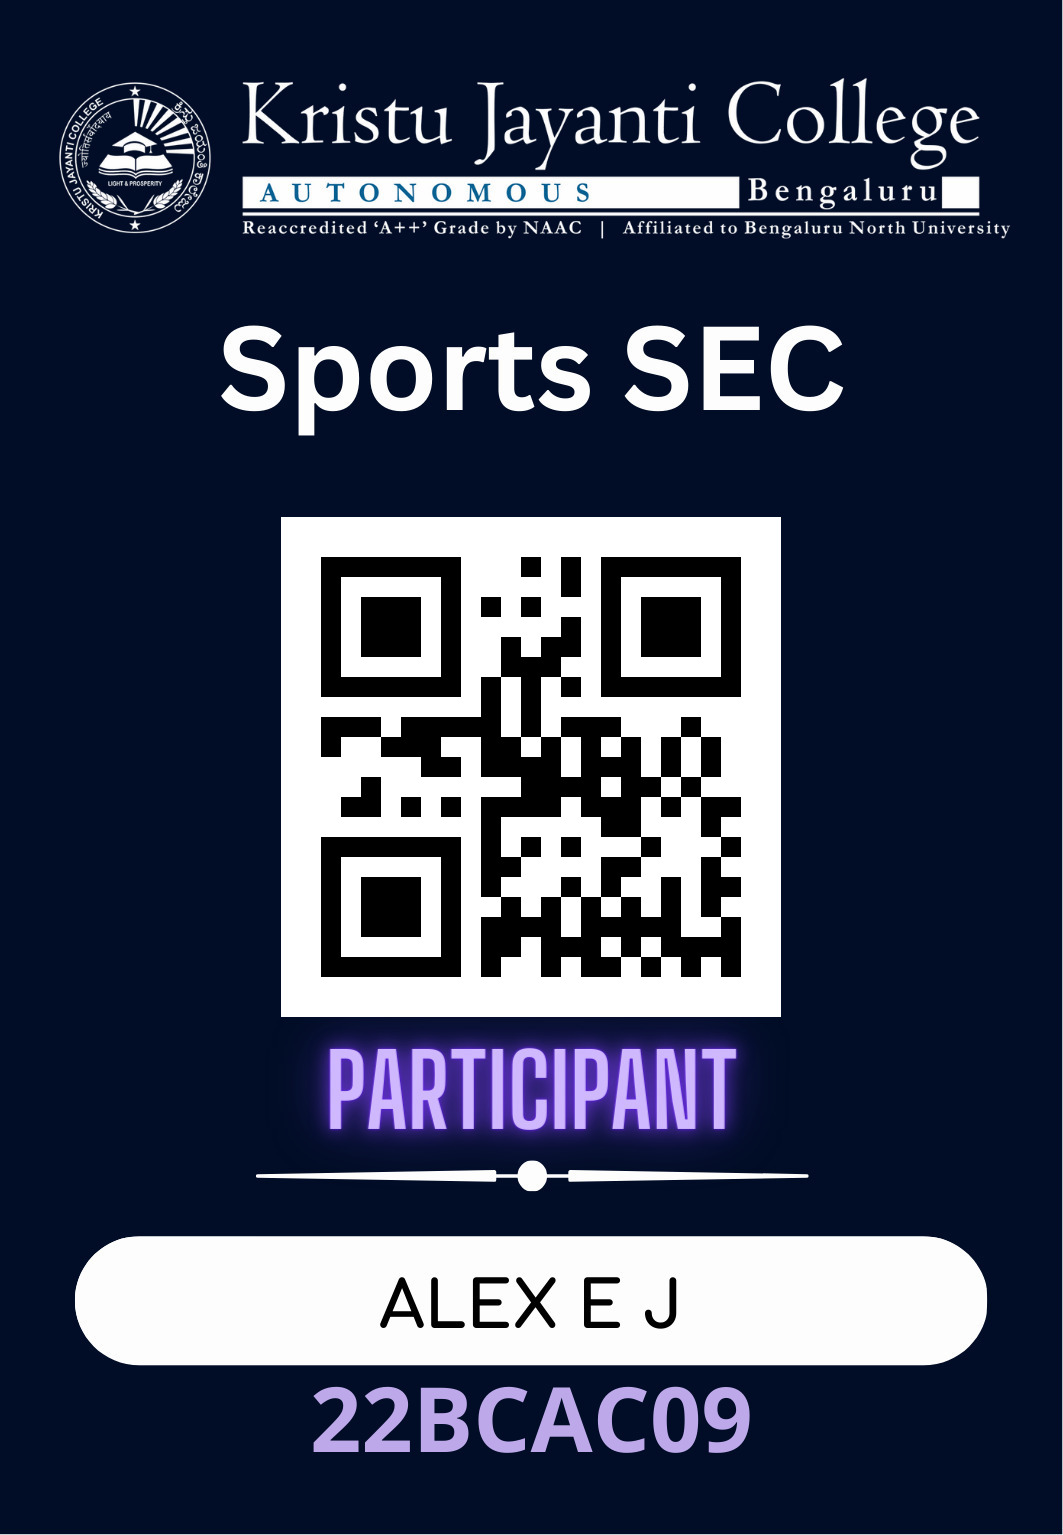 Kristu Jayanti College
AUTONOMOUS Bengaluru
Reaccredited ‘A++’ Grade by NAAC | Affiliated to Bengaluru North University
KRISTU JAYANTI COLLEGE
ಕ್ರಿಸ್ತು ಜಯಂತಿ ಕಾಲೇಜು
LIGHT & PROSPERITY
Sports SEC
PARTICIPANT
ALEX E J
22BCAC09